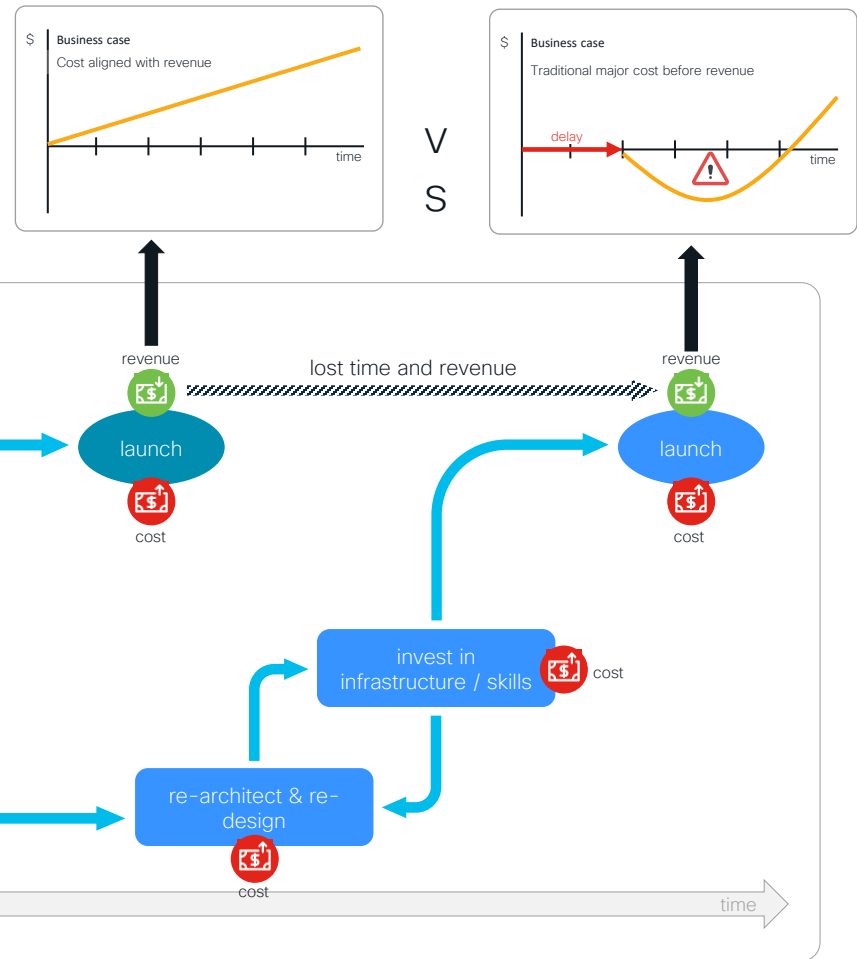 $
Business case
Cost aligned with revenue
time
V
S
$
Business case
Traditional major cost before revenue
delay
time
revenue
lost time and revenue
revenue
launch
launch
cost
cost
invest in
infrastructure / skills
cost
re-architect & re-
design
cost
time